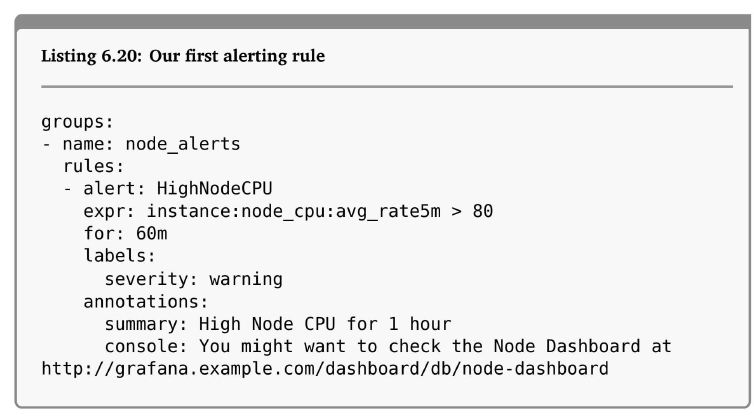 Listing 6.20: Our first alerting rule
groups:
- name: node_alerts
  rules:
  - alert: HighNodeCPU
    expr: instance:node_cpu:avg_rate5m > 80
    for: 60m
    labels:
      severity: warning
    annotations:
      summary: High Node CPU for 1 hour
      console: You might want to check the Node Dashboard at
http://grafana.example.com/dashboard/db/node-dashboard